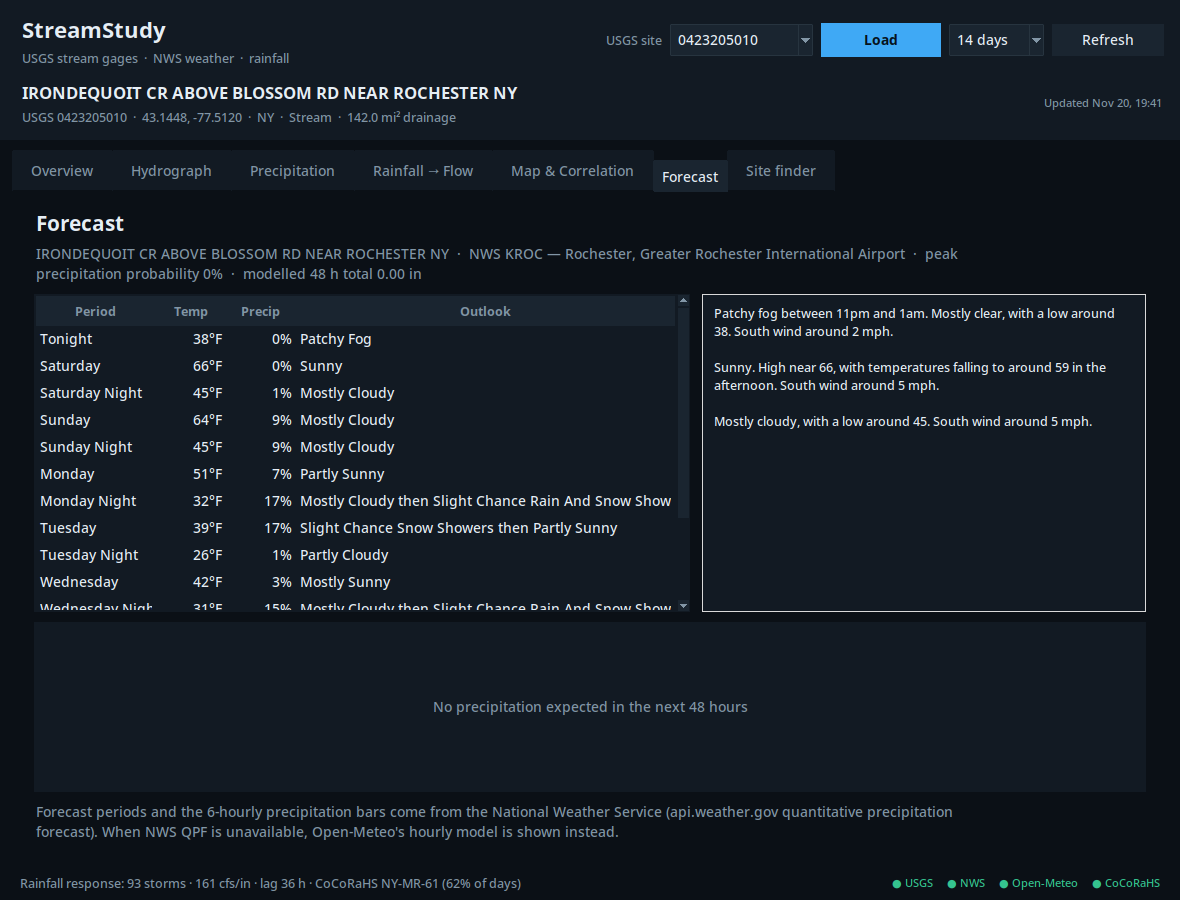 StreamStudy
USGS stream gages · NWS weather · rainfall
USGS site 0423205010 Load 14 days Refresh
IRONDEQUOIT CR ABOVE BLOSSOM RD NEAR ROCHESTER NY
USGS 0423205010 · 43.1448, -77.5120 · NY · Stream · 142.0 mi² drainage
Updated Nov 20, 19:41
Overview Hydrograph Precipitation Rainfall → Flow Map & Correlation Forecast Site finder
Forecast
IRONDEQUOIT CR ABOVE BLOSSOM RD NEAR ROCHESTER NY · NWS KROC — Rochester, Greater Rochester International Airport · peak
precipitation probability 0% · modelled 48 h total 0.00 in
Period Temp Precip Outlook
Tonight 38°F 0% Patchy Fog
Saturday 66°F 0% Sunny
Saturday Night 45°F 1% Mostly Cloudy
Sunday 64°F 9% Mostly Cloudy
Sunday Night 45°F 9% Mostly Cloudy
Monday 51°F 7% Partly Sunny
Monday Night 32°F 17% Mostly Cloudy then Slight Chance Rain And Snow Show
Tuesday 39°F 17% Slight Chance Snow Showers then Partly Sunny
Tuesday Night 26°F 1% Partly Cloudy
Wednesday 42°F 3% Mostly Sunny
Wednesday Nigh 31°F 15% Mostly Cloudy then Slight Chance Rain And Snow Show
Patchy fog between 11pm and 1am. Mostly clear, with a low around
38. South wind around 2 mph.
Sunny. High near 66, with temperatures falling to around 59 in the
afternoon. South wind around 5 mph.
Mostly cloudy, with a low around 45. South wind around 5 mph.
No precipitation expected in the next 48 hours
Forecast periods and the 6-hourly precipitation bars come from the National Weather Service (api.weather.gov quantitative precipitation
forecast). When NWS QPF is unavailable, Open-Meteo's hourly model is shown instead.
Rainfall response: 93 storms · 161 cfs/in · lag 36 h · CoCoRaHS NY-MR-61 (62% of days)
USGS NWS Open-Meteo CoCoRaHS